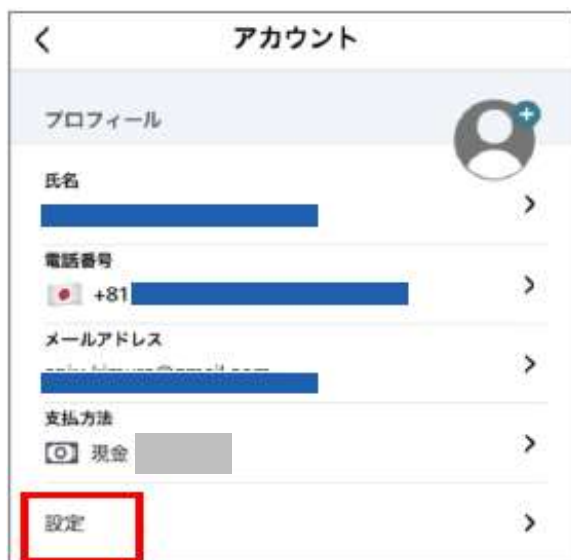 アカウント
プロフィール
氏名
電話番号
+81
メールアドレス
支払方法
現金
設定